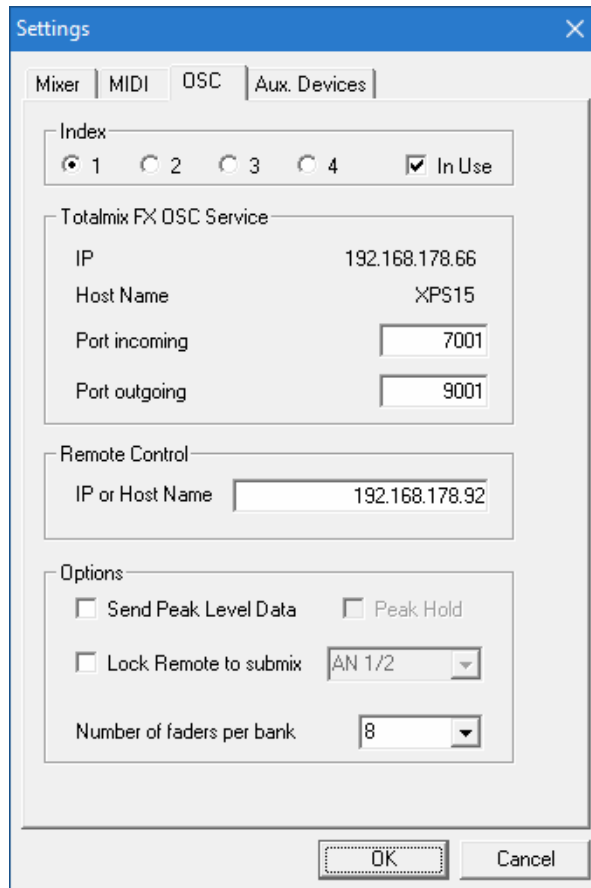 Settings
Mixer MIDI OSC Aux. Devices
Index
1 2 3 4 In Use
Totalmix FX OSC Service
IP 192.168.178.66
Host Name XPS15
Port incoming 7001
Port outgoing 9001
Remote Control
IP or Host Name 192.168.178.92
Options
Send Peak Level Data Peak Hold
Lock Remote to submix AN 1/2
Number of faders per bank 8
OK Cancel